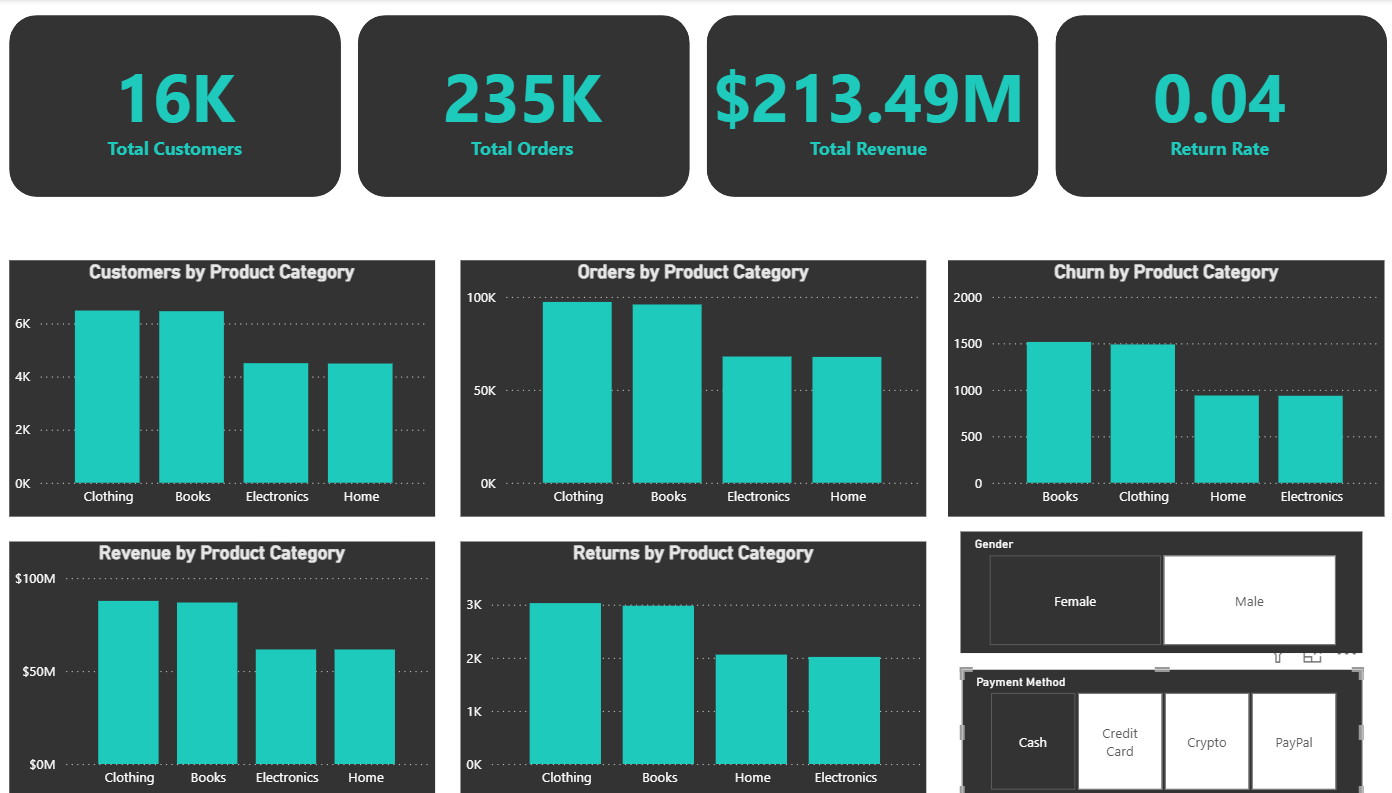 16K
Total Customers
235K
Total Orders
$213.49M
Total Revenue
0.04
Return Rate
Customers by Product Category
6K
4K
2K
0K
Clothing
Books
Electronics
Home
Orders by Product Category
100K
50K
0K
Clothing
Books
Electronics
Home
Churn by Product Category
2000
1500
1000
500
0
Books
Clothing
Home
Electronics
Revenue by Product Category
$100M
$50M
$0M
Clothing
Books
Electronics
Home
Returns by Product Category
3K
2K
1K
0K
Clothing
Books
Home
Electronics
Gender
Female
Male
Payment Method
Cash
Credit
Card
Crypto
PayPal